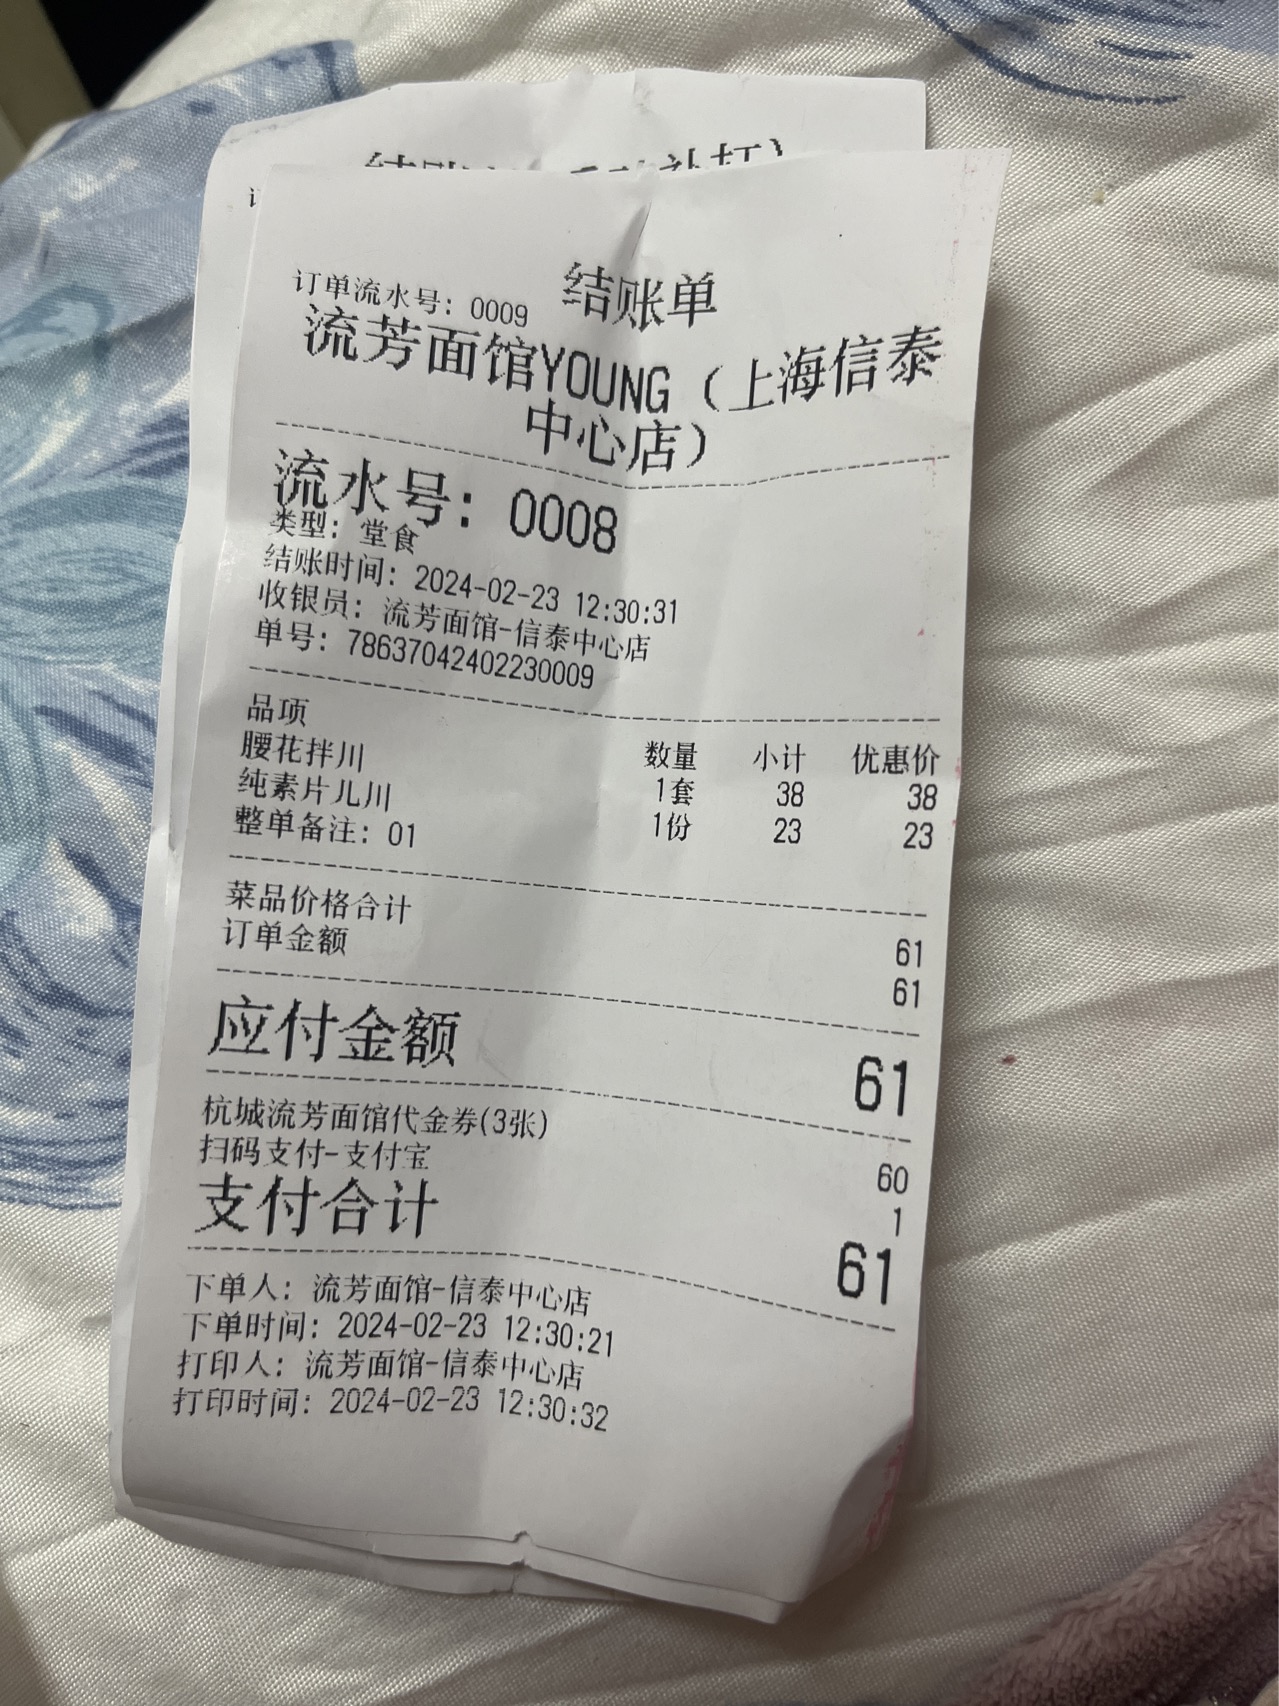 补打）
结账单
订单流水号：0009
流芳面馆YOUNG（上海信泰
中心店）
流水号：0008
类型：堂食
结账时间：2024-02-23 12:30:31
收银员：流芳面馆-信泰中心店
单号：78637042402230009
品项 数量 小计 优惠价
腰花拌川 1套 38 38
纯素片儿川 1份 23 23
整单备注：01
菜品价格合计 61
订单金额 61
应付金额 61
杭城流芳面馆代金券(3张) 60
扫码支付-支付宝 1
支付合计 61
下单人：流芳面馆-信泰中心店
下单时间：2024-02-23 12:30:21
打印人：流芳面馆-信泰中心店
打印时间：2024-02-23 12:30:32